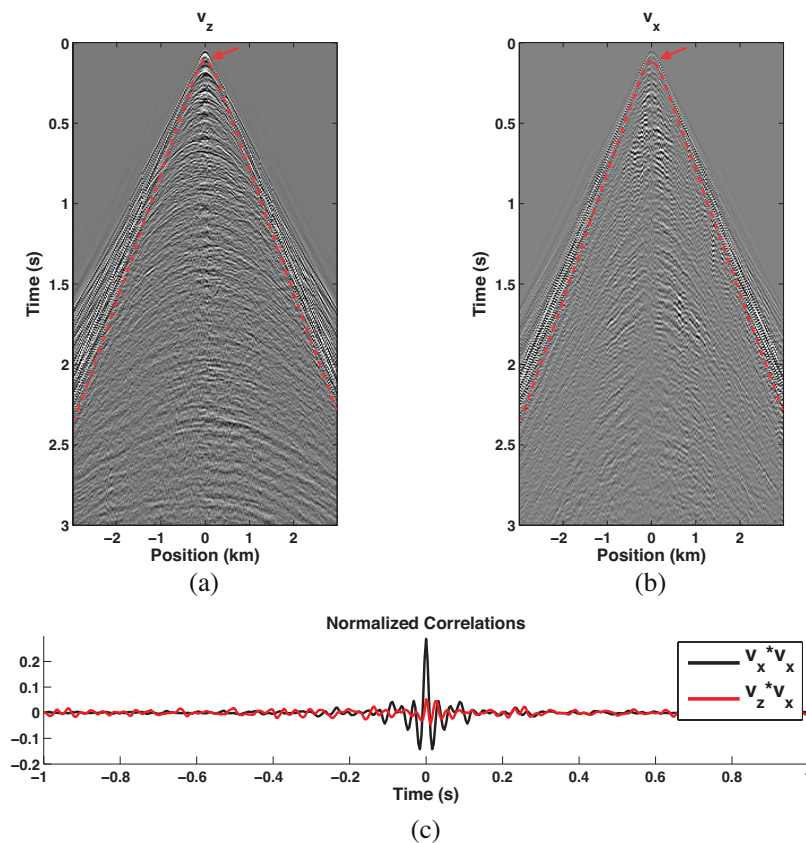 v_z
v_x
0
0.5
1
1.5
2
2.5
3
Time (s)
−2 −1 0 1 2
Position (km)
(a)
0
0.5
1
1.5
2
2.5
3
Time (s)
−2 −1 0 1 2
Position (km)
(b)
Normalized Correlations
0.2
0.1
0
−0.1
−0.2
v_x*v_x
v_z*v_x
−1 −0.8 −0.6 −0.4 −0.2 0 0.2 0.4 0.6 0.8 1
Time (s)
(c)